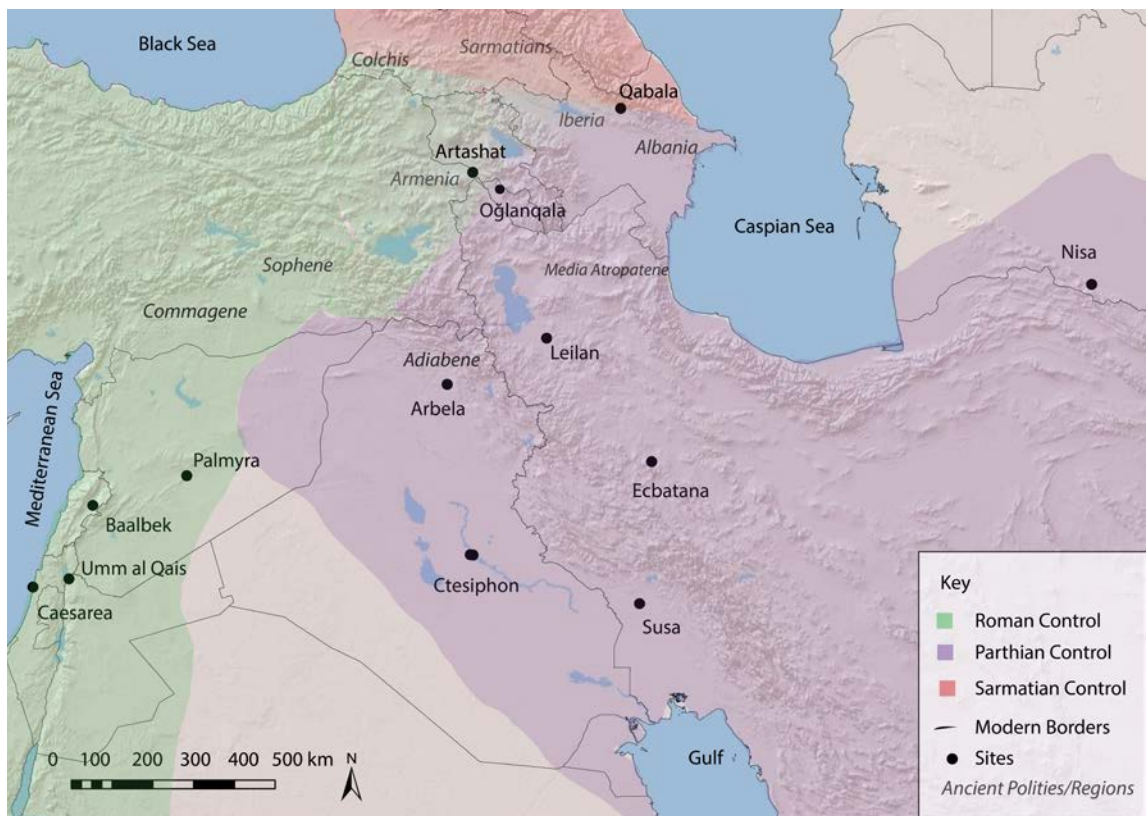 Black Sea
Colchis
Sarmatians
Qabala
Iberia
Albania
Artashat
Armenia
Oğlanqala
Caspian Sea
Sophene
Media Atropatene
Nisa
Commagene
Leilan
Adiabene
Arbela
Mediterranean Sea
Palmyra
Ecbatana
Baalbek
Umm al Qais
Ctesiphon
Caesarea
Susa
Gulf
0 100 200 300 400 500 km
N
Key
Roman Control
Parthian Control
Sarmatian Control
Modern Borders
Sites
Ancient Polities/Regions